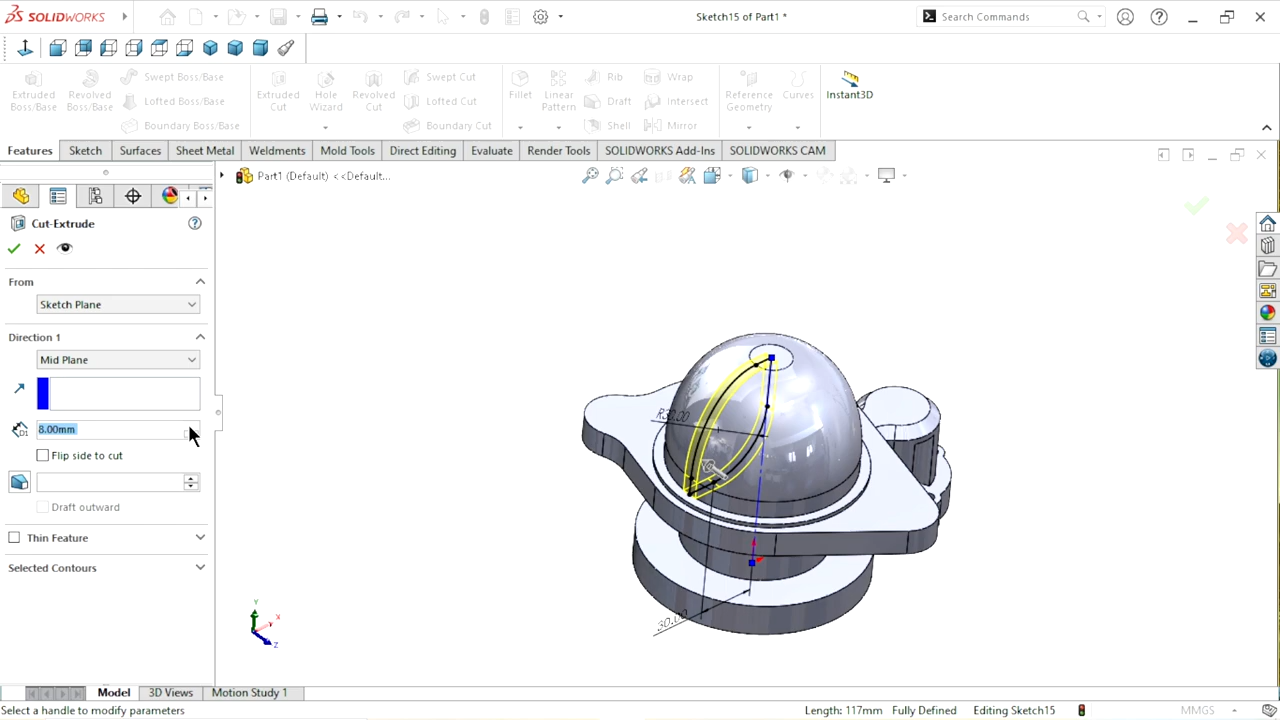 SOLIDWORKS
Sketch15 of Part1 *
Search Commands
Extruded Boss/Base
Revolved Boss/Base
Swept Boss/Base
Lofted Boss/Base
Boundary Boss/Base
Extruded Cut
Hole Wizard
Revolved Cut
Swept Cut
Lofted Cut
Boundary Cut
Fillet
Linear Pattern
Rib
Draft
Shell
Wrap
Intersect
Mirror
Reference Geometry
Curves
Instant3D
Features
Sketch
Surfaces
Sheet Metal
Weldments
Mold Tools
Direct Editing
Evaluate
Render Tools
SOLIDWORKS Add-Ins
SOLIDWORKS CAM
Part1 (Default) <<Default...
Cut-Extrude
From
Sketch Plane
Direction 1
Mid Plane
D1
8.00mm
Flip side to cut
Draft outward
Thin Feature
Selected Contours
R30.00
30.00
Y
X
Z
Model
3D Views
Motion Study 1
Select a handle to modify parameters
Length: 117mm
Fully Defined
Editing Sketch15
MMGS